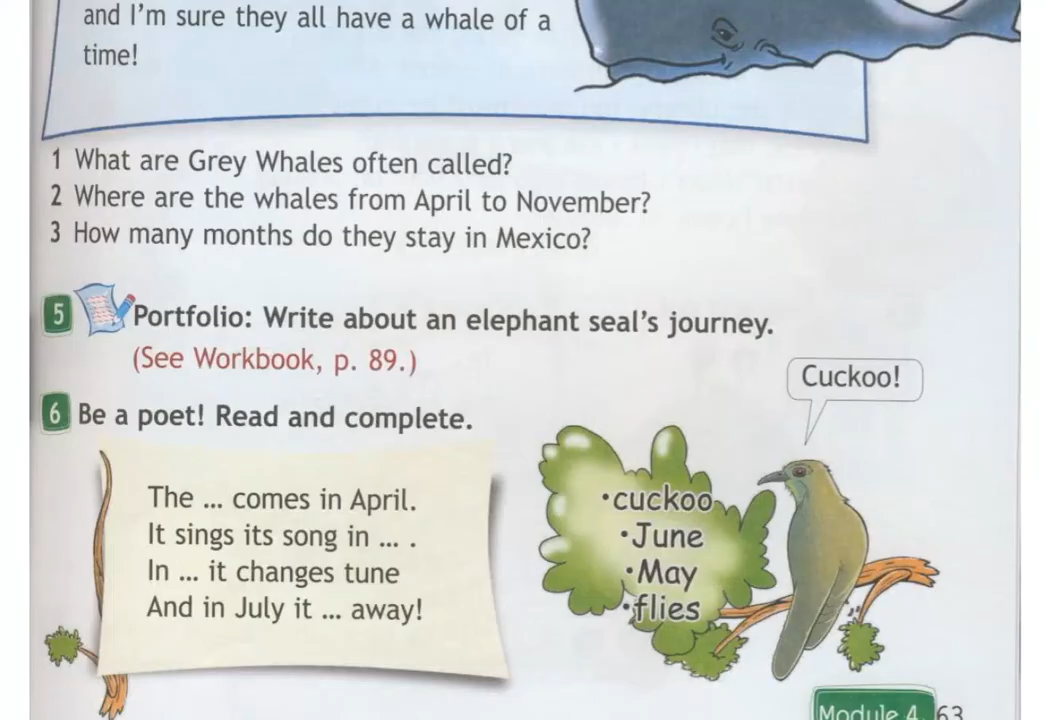 and I'm sure they all have a whale of a
time!
1 What are Grey Whales often called?
2 Where are the whales from April to November?
3 How many months do they stay in Mexico?
5 Portfolio: Write about an elephant seal's journey.
(See Workbook, p. 89.)
Cuckoo!
6 Be a poet! Read and complete.
The ... comes in April.
It sings its song in ... .
In ... it changes tune
And in July it ... away!
•cuckoo
•June
•May
•flies
Module 4 63